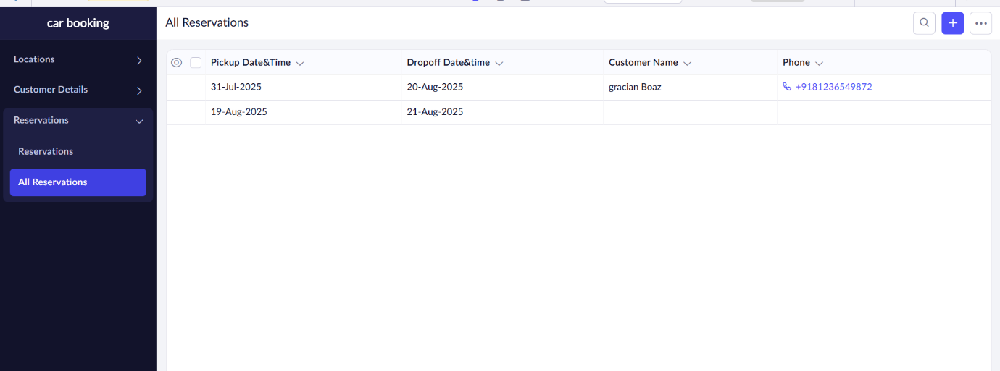 car booking
All Reservations
Locations
Customer Details
Reservations
Reservations
All Reservations
Pickup Date&Time Dropoff Date&time Customer Name Phone
31-Jul-2025 20-Aug-2025 gracian Boaz +9181236549872
19-Aug-2025 21-Aug-2025